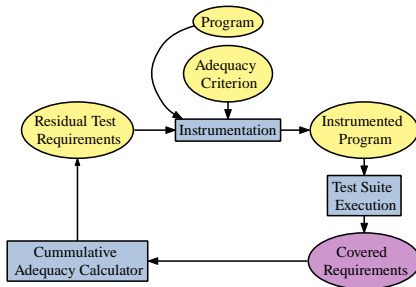 Program
Adequacy
Criterion
Residual Test
Requirements
Instrumentation
Instrumented
Program
Test Suite
Execution
Cummulative
Adequacy Calculator
Covered
Requirements